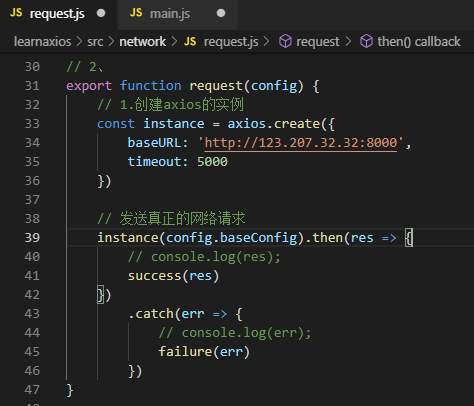 JS request.js ● JS main.js ●
learnaxios > src > network > JS request.js > request > then() callback
30 // 2、
31 export function request(config) {
32 // 1.创建axios的实例
33 const instance = axios.create({
34 baseURL: 'http://123.207.32.32:8000',
35 timeout: 5000
36 })
37
38 // 发送真正的网络请求
39 instance(config.baseConfig).then(res => {
40 // console.log(res);
41 success(res)
42 })
43 .catch(err => {
44 // console.log(err);
45 failure(err)
46 })
47 }